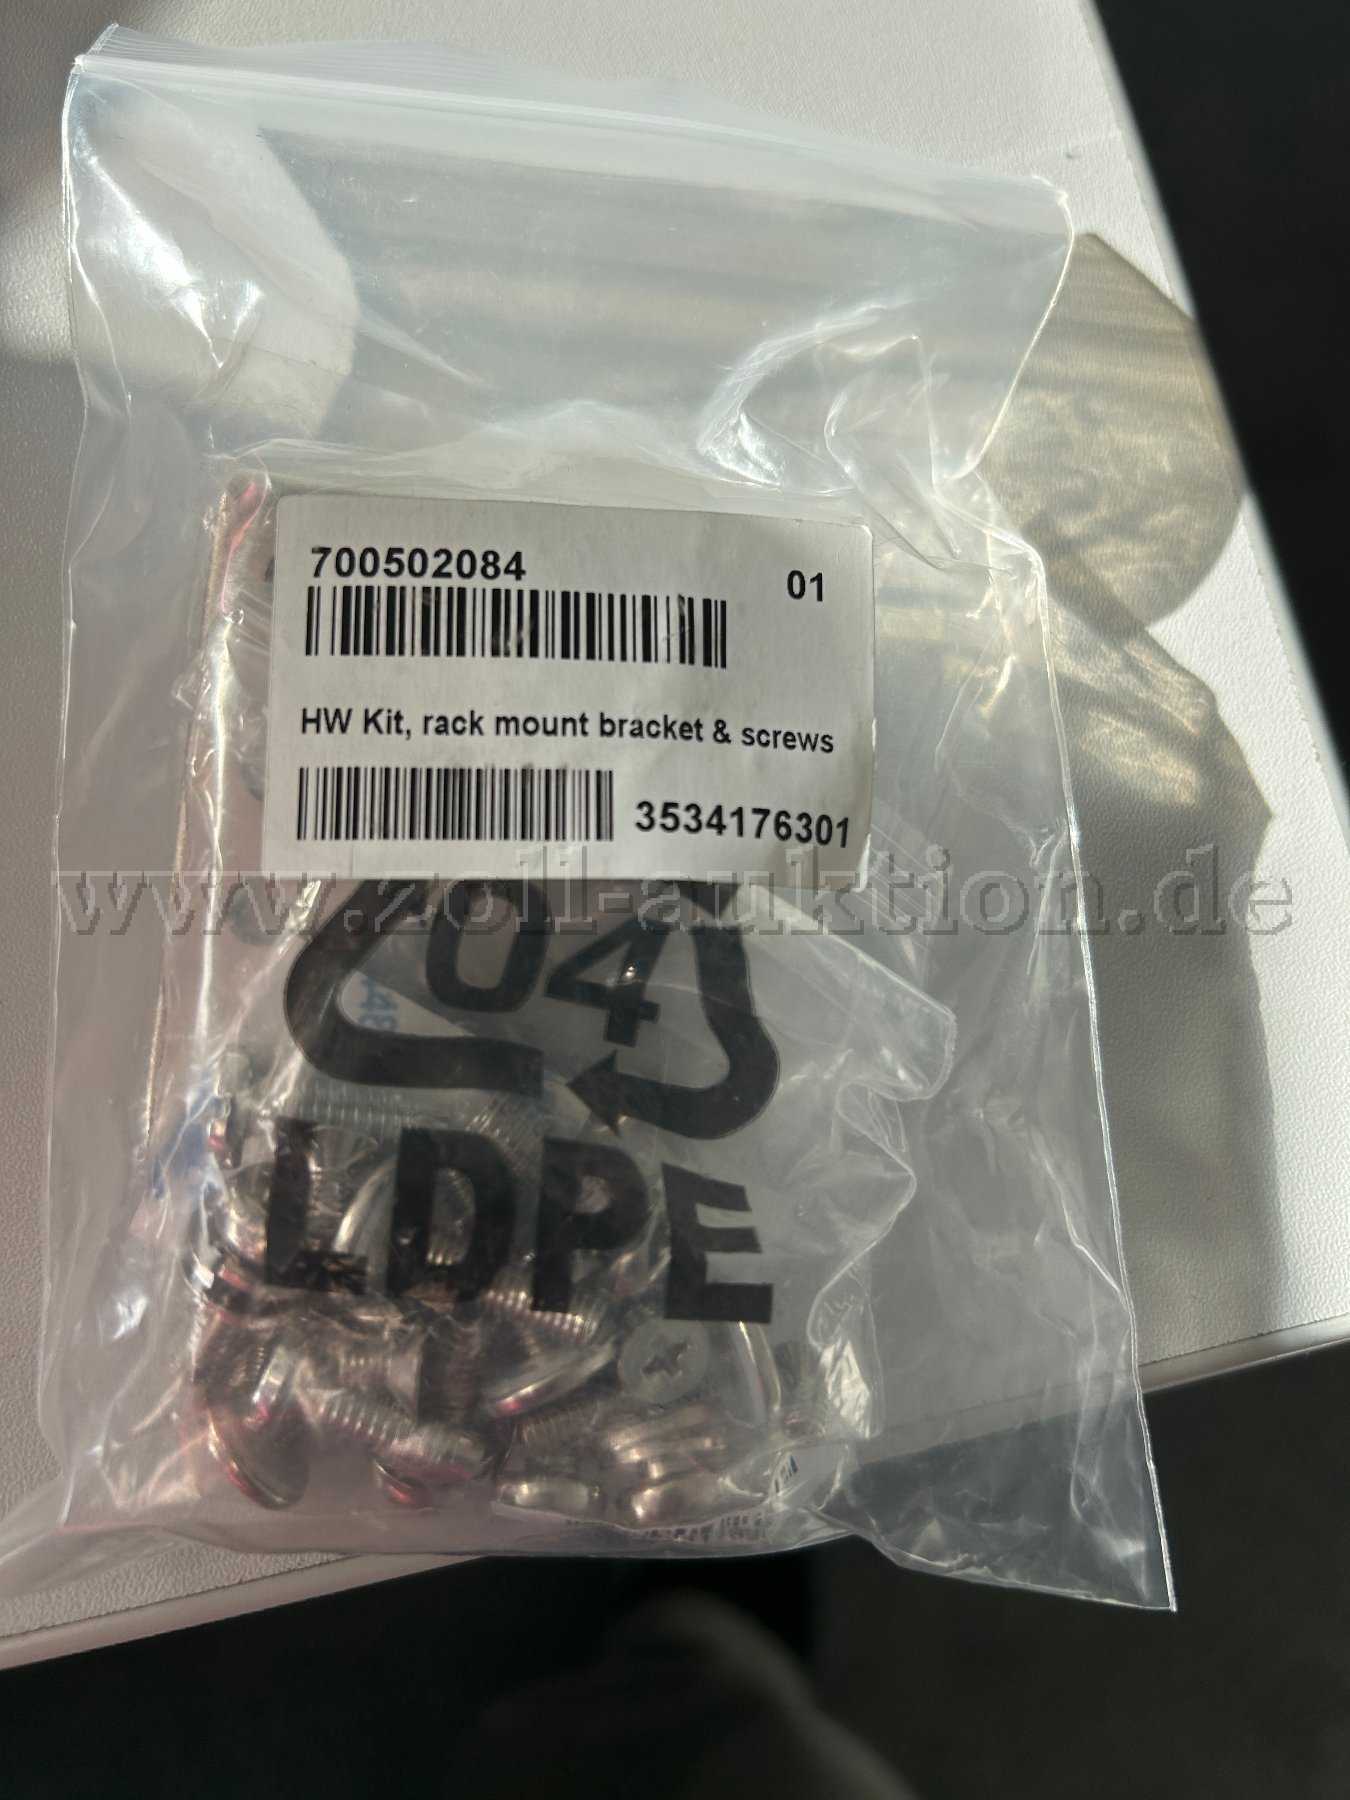 700502084
01
HW Kit, rack mount bracket & screws
3534176301
www.zoll-auktion.de
04
LDPE